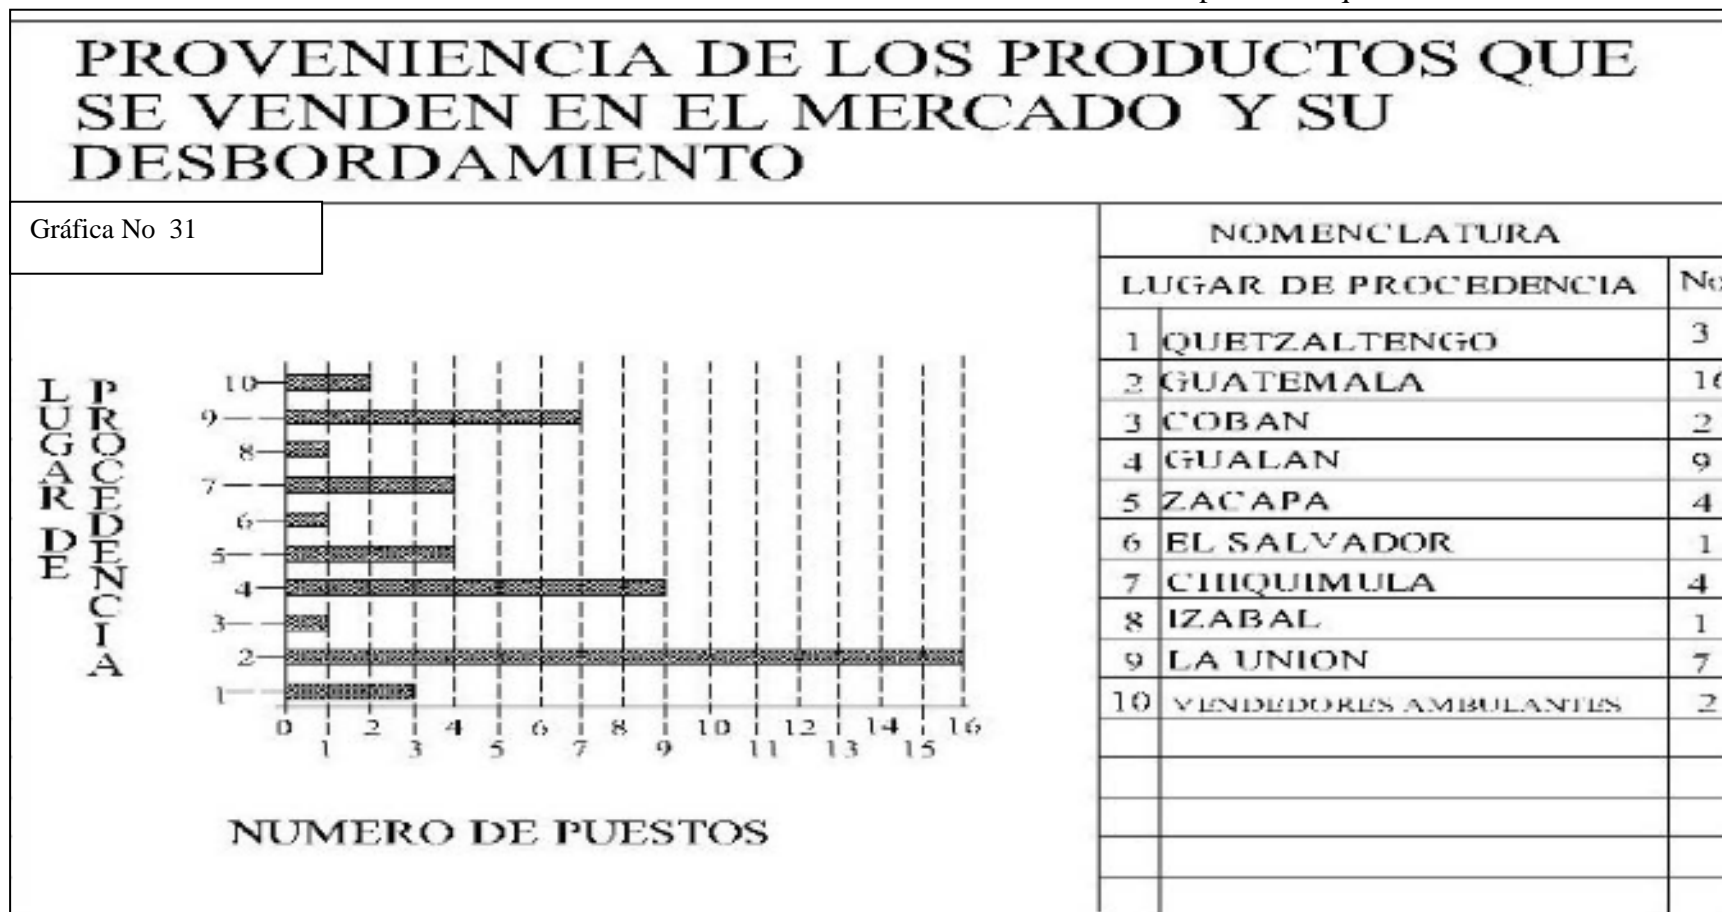 PROVENIENCIA DE LOS PRODUCTOS QUE
SE VENDEN EN EL MERCADO Y SU
DESBORDAMIENTO
Gráfica No 31
LUGAR DE
PROCEDENCIA
10
9
8
7
6
5
4
3
2
1
0 1 2 3 4 5 6 7 8 9 10 11 12 13 14 15 16
NUMERO DE PUESTOS
NOMENCLATURA
LUGAR DE PROCEDENCIA No
1 QUETZALTENGO 3
2 GUATEMALA 16
3 COBAN 2
4 GUALAN 9
5 ZACAPA 4
6 EL SALVADOR 1
7 CHIQUIMULA 4
8 IZABAL 1
9 LA UNION 7
10 VENDEDORES AMBULANTES 2